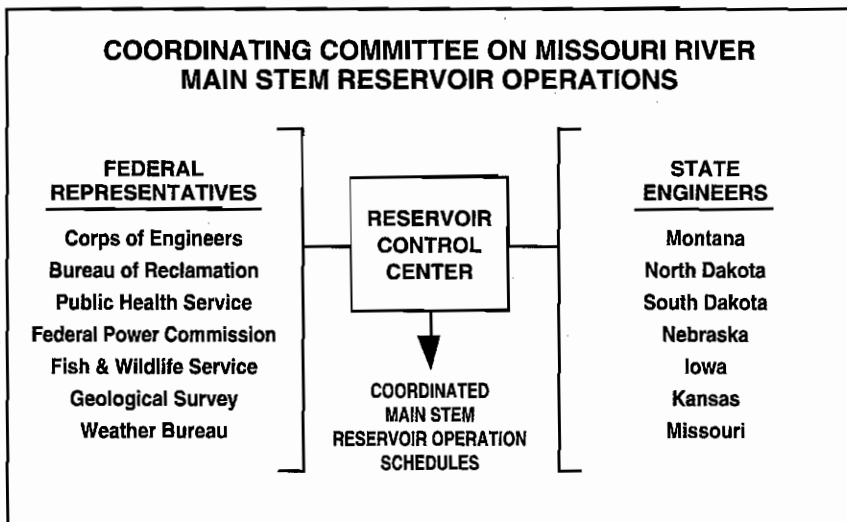 COORDINATING COMMITTEE ON MISSOURI RIVER
MAIN STEM RESERVOIR OPERATIONS
FEDERAL
REPRESENTATIVES
Corps of Engineers
Bureau of Reclamation
Public Health Service
Federal Power Commission
Fish & Wildlife Service
Geological Survey
Weather Bureau
RESERVOIR
CONTROL
CENTER
COORDINATED
MAIN STEM
RESERVOIR OPERATION
SCHEDULES
STATE
ENGINEERS
Montana
North Dakota
South Dakota
Nebraska
Iowa
Kansas
Missouri